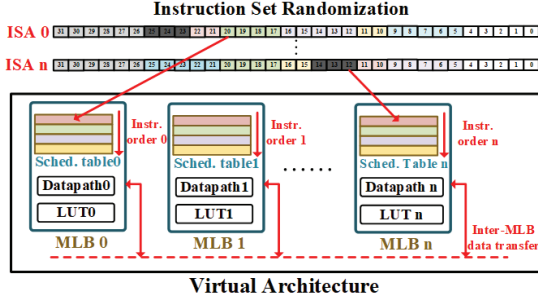 Instruction Set Randomization
ISA 0 31 30 29 28 27 26 25 24 23 22 21 20 19 18 17 16 15 14 13 12 11 10 9 8 7 6 5 4 3 2 1 0
ISA n 31 30 29 28 27 26 25 24 23 22 21 20 19 18 17 16 15 14 13 12 11 10 9 8 7 6 5 4 3 2 1 0
Instr. order 0
Sched. table0
Datapath0
LUT0
MLB 0
Instr. order 1
Sched. table1
Datapath1
LUT1
MLB 1
......
Instr. order n
Sched. Table n
Datapath n
LUT n
MLB n
Inter-MLB data transfer
Virtual Architecture